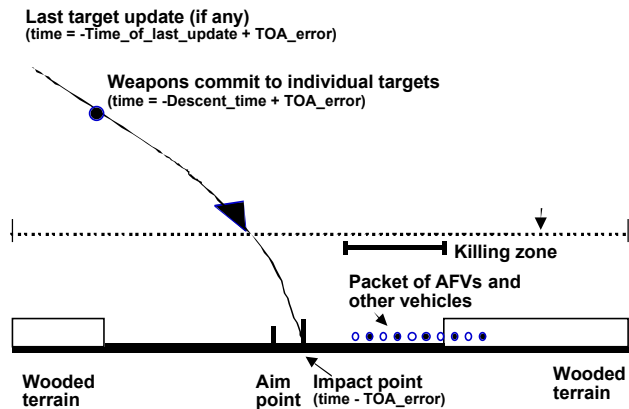 Last target update (if any)
(time = -Time_of_last_update + TOA_error)
Weapons commit to individual targets
(time = -Descent_time + TOA_error)
Killing zone
Packet of AFVs and
other vehicles
Wooded
terrain
Aim
point
Impact point
(time - TOA_error)
Wooded
terrain